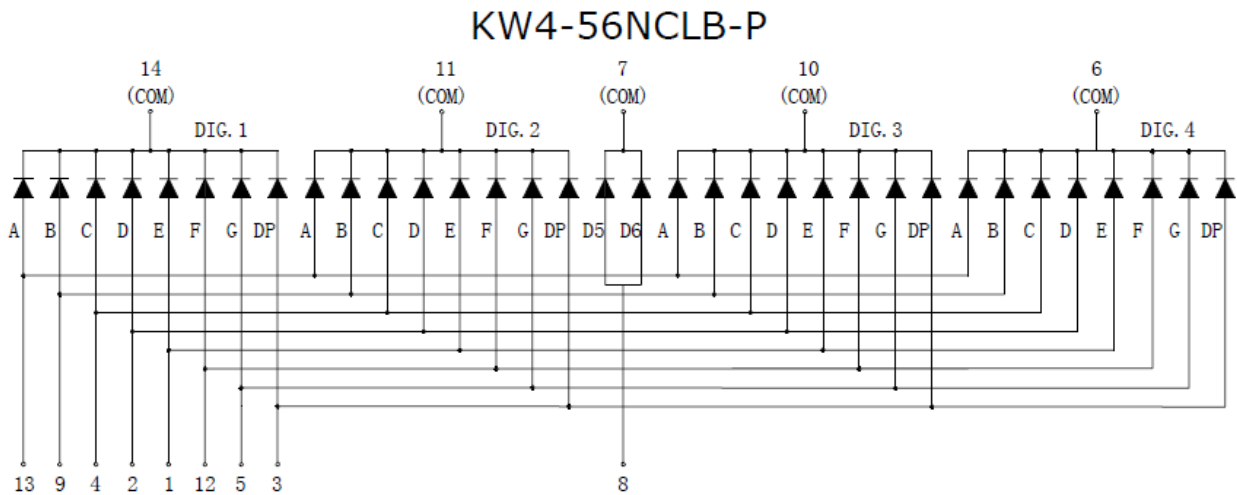 KW4-56NCLB-P
14 11 7 10 6
(COM) (COM) (COM) (COM) (COM)
DIG.1 DIG.2 DIG.3 DIG.4
A B C D E F G DP A B C D E F G DP D5 D6 A B C D E F G DP A B C D E F G DP
13 9 4 2 1 12 5 3 8